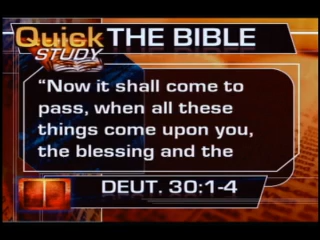 Quick THE BIBLE
STUDY
“Now it shall come to
pass, when all these
things come upon you,
the blessing and the
DEUT. 30:1-4